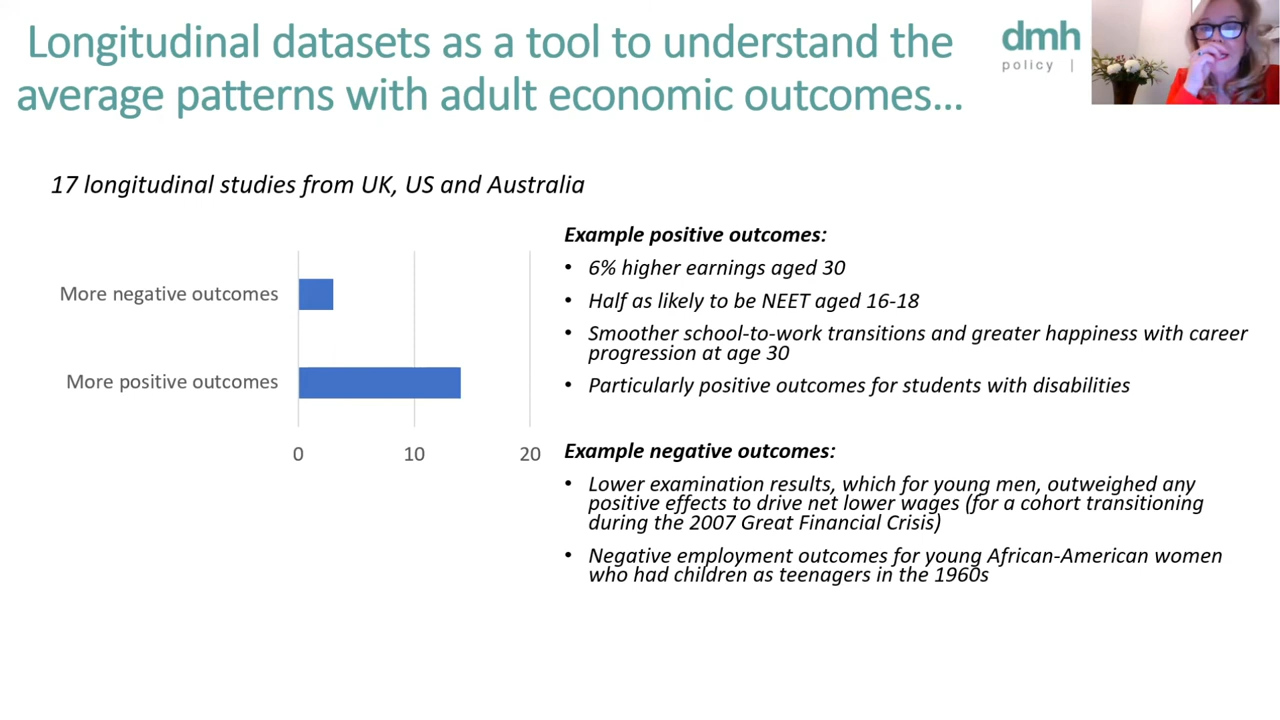 Longitudinal datasets as a tool to understand the
average patterns with adult economic outcomes…
dmh
policy |
17 longitudinal studies from UK, US and Australia
More negative outcomes
More positive outcomes
0 10 20
Example positive outcomes:
• 6% higher earnings aged 30
• Half as likely to be NEET aged 16-18
• Smoother school-to-work transitions and greater happiness with career
progression at age 30
• Particularly positive outcomes for students with disabilities
Example negative outcomes:
• Lower examination results, which for young men, outweighed any
positive effects to drive net lower wages (for a cohort transitioning
during the 2007 Great Financial Crisis)
• Negative employment outcomes for young African-American women
who had children as teenagers in the 1960s